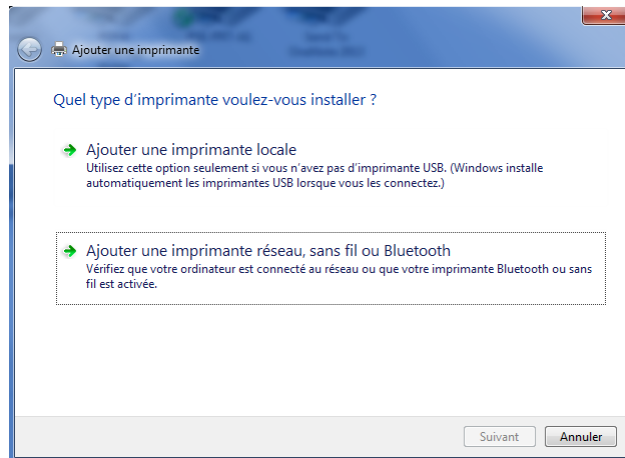 Ajouter une imprimante
Quel type d'imprimante voulez-vous installer ?
Ajouter une imprimante locale
Utilisez cette option seulement si vous n'avez pas d'imprimante USB. (Windows installe
automatiquement les imprimantes USB lorsque vous les connectez.)
Ajouter une imprimante réseau, sans fil ou Bluetooth
Vérifiez que votre ordinateur est connecté au réseau ou que votre imprimante Bluetooth ou sans
fil est activée.
Suivant Annuler